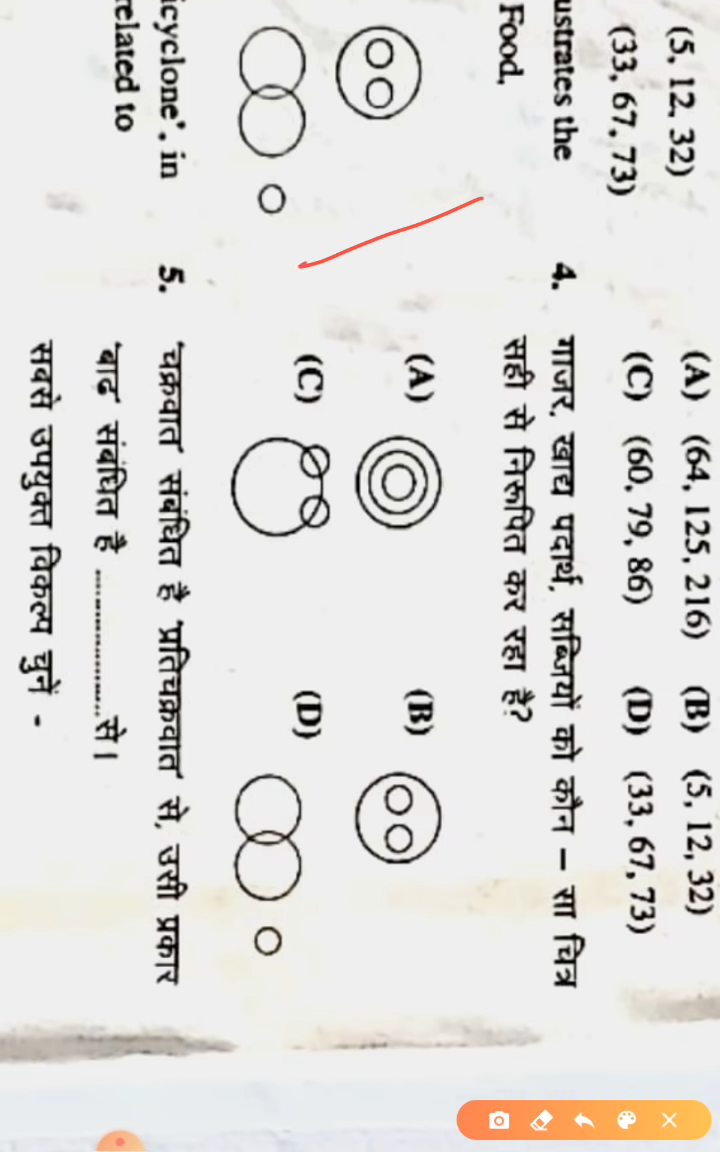 (5, 12, 32)
(33, 67, 73)
ustrates the
Food,
icyclone', in
related to
(A) (64, 125, 216) (B) (5, 12, 32)
(C) (60, 79, 86) (D) (33, 67, 73)
4. गाजर, खाद्य पदार्थ, सब्जियों को कौन – सा चित्र
सही से निरूपित कर रहा है?
(A) (B)
(C) (D)
5. 'चक्रवात' संबंधित है 'प्रतिचक्रवात' से, उसी प्रकार
'बाढ' संबंधित है ..................से।
सबसे उपयुक्त विकल्प चुनें -